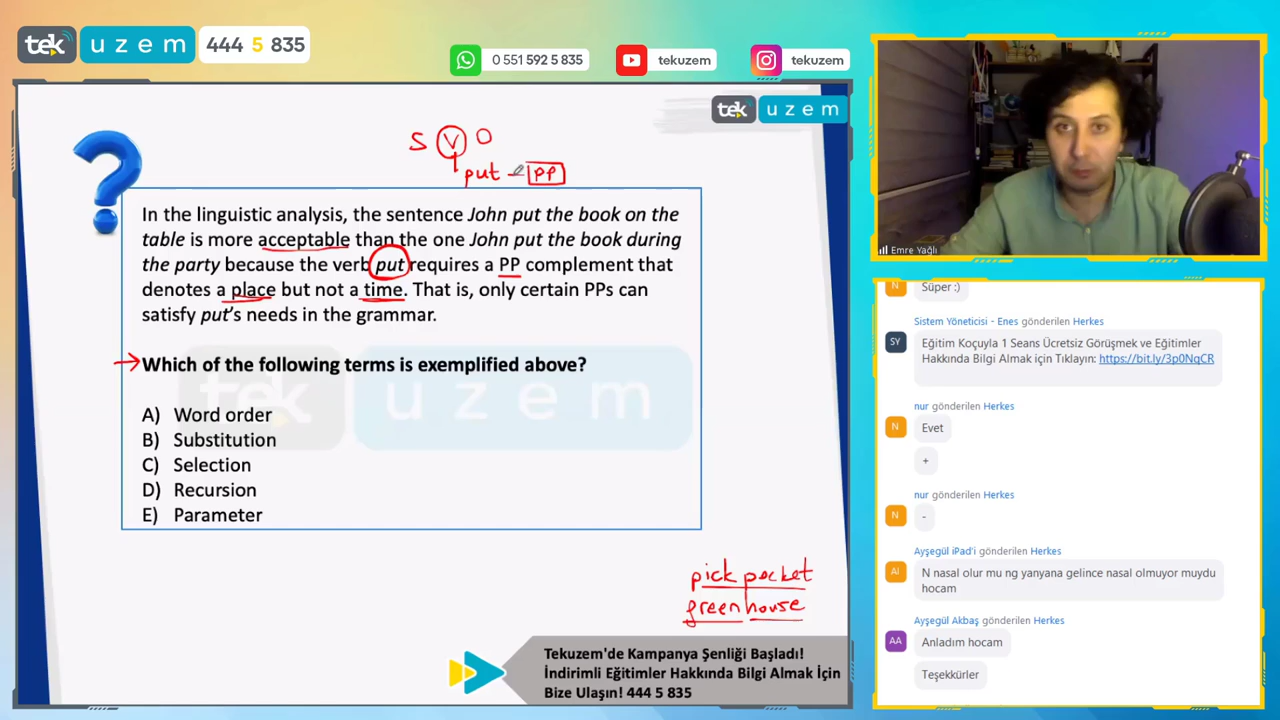 tek uzem 444 5 835
0 551 592 5 835
tekuzem
tekuzem
tek uzem
S V O
put - PP
In the linguistic analysis, the sentence John put the book on the
table is more acceptable than the one John put the book during
the party because the verb put requires a PP complement that
denotes a place but not a time. That is, only certain PPs can
satisfy put's needs in the grammar.
Which of the following terms is exemplified above?
A) Word order
B) Substitution
C) Selection
D) Recursion
E) Parameter
tek uzem
pick pocket
greenhouse
Tekuzem'de Kampanya Şenliği Başladı!
İndirimli Eğitimler Hakkında Bilgi Almak İçin
Bize Ulaşın! 444 5 835
Emre Yağlı
N
Süper :)
Sistem Yöneticisi - Enes gönderilen Herkes
SY
Eğitim Koçuyla 1 Seans Ücretsiz Görüşmek ve Eğitimler
Hakkında Bilgi Almak için Tıklayın: https://bit.ly/3p0NqCR
nur gönderilen Herkes
N
Evet
+
nur gönderilen Herkes
N
-
Ayşegül iPad'i gönderilen Herkes
Aİ
N nasal olur mu ng yanyana gelince nasal olmuyor muydu
hocam
Ayşegül Akbaş gönderilen Herkes
AA
Anladım hocam
Teşekkürler